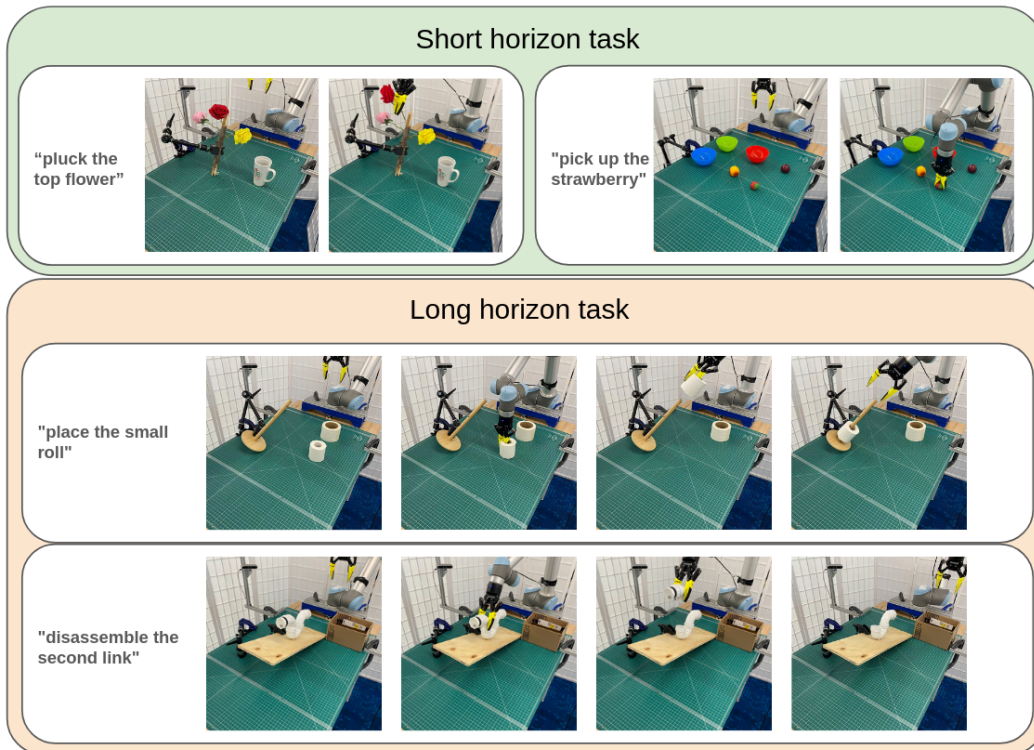 Short horizon task
“pluck the
top flower”
"pick up the
strawberry"
Long horizon task
"place the small
roll"
"disassemble the
second link"